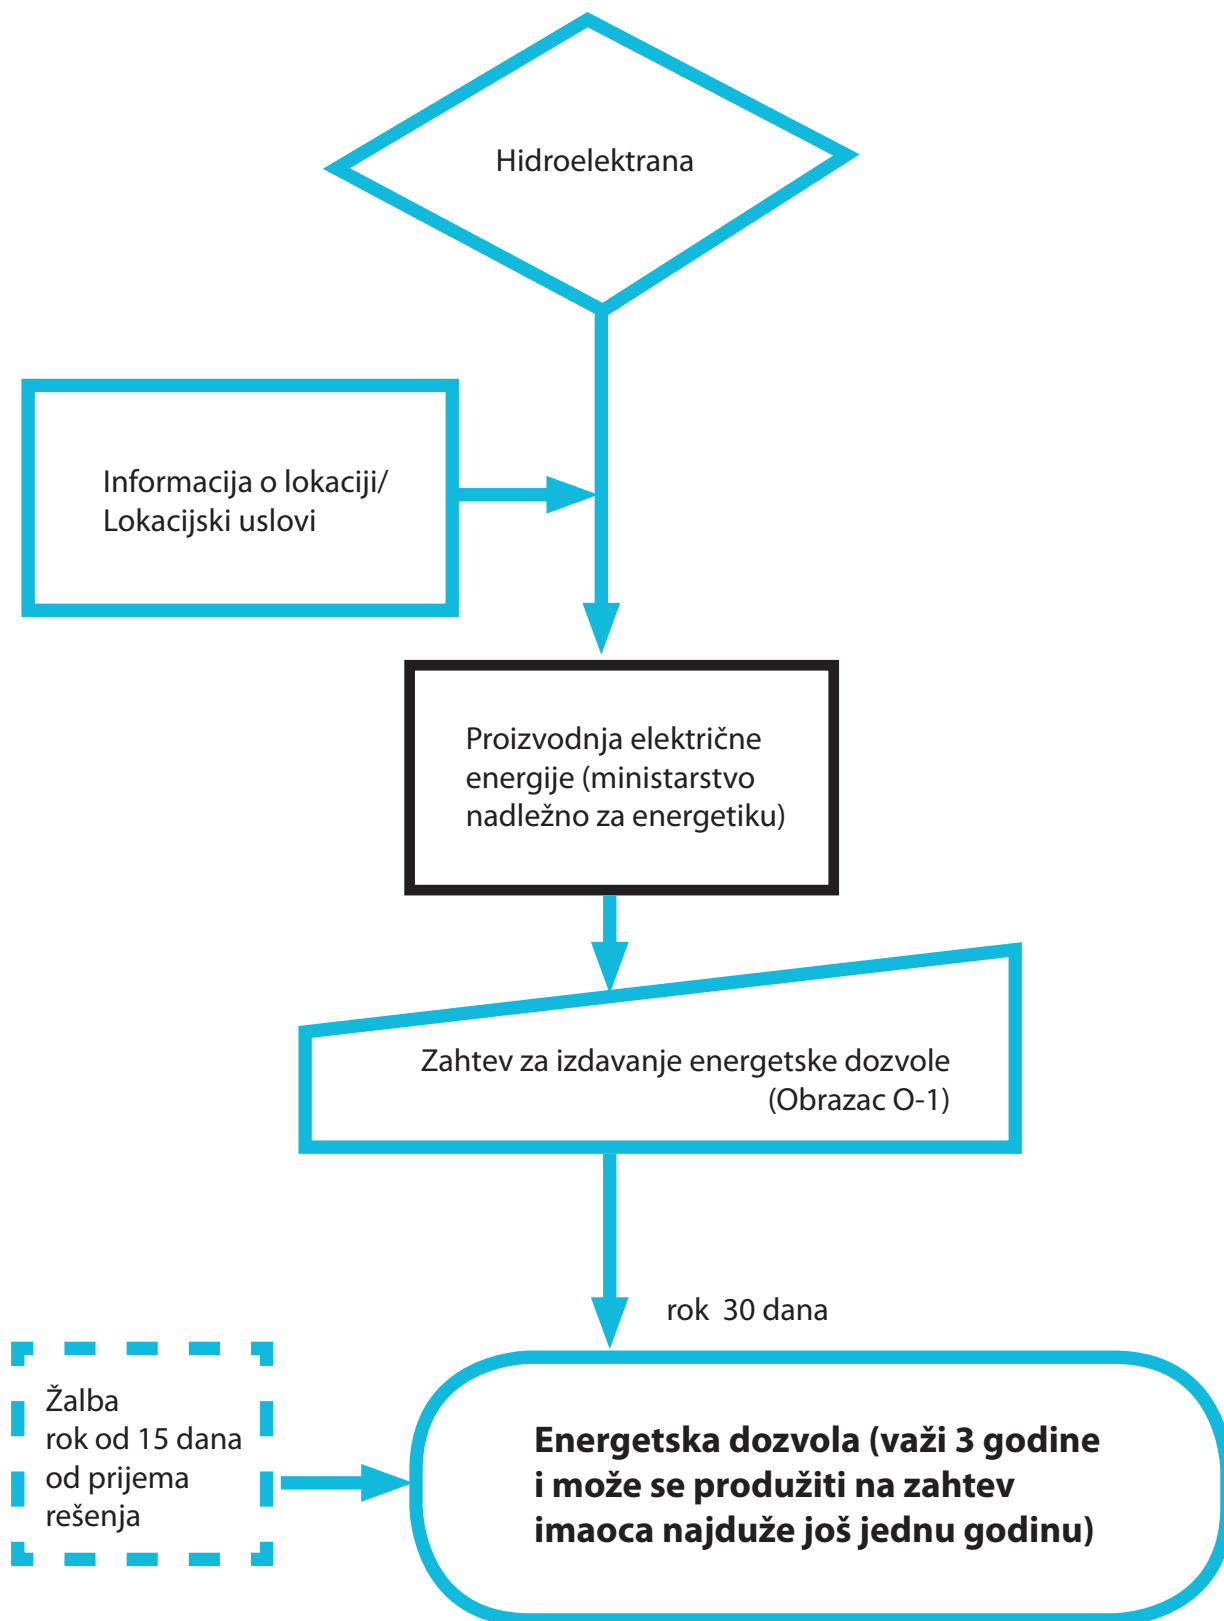 Hidroelektrana
Informacija o lokaciji/
Lokacijski uslovi
Proizvodnja električne
energije (ministarstvo
nadležno za energetiku)
Zahtev za izdavanje energetske dozvole
(Obrazac O-1)
rok 30 dana
Žalba
rok od 15 dana
od prijema
rešenja
Energetska dozvola (važi 3 godine
i može se produžiti na zahtev
imaoca najduže još jednu godinu)